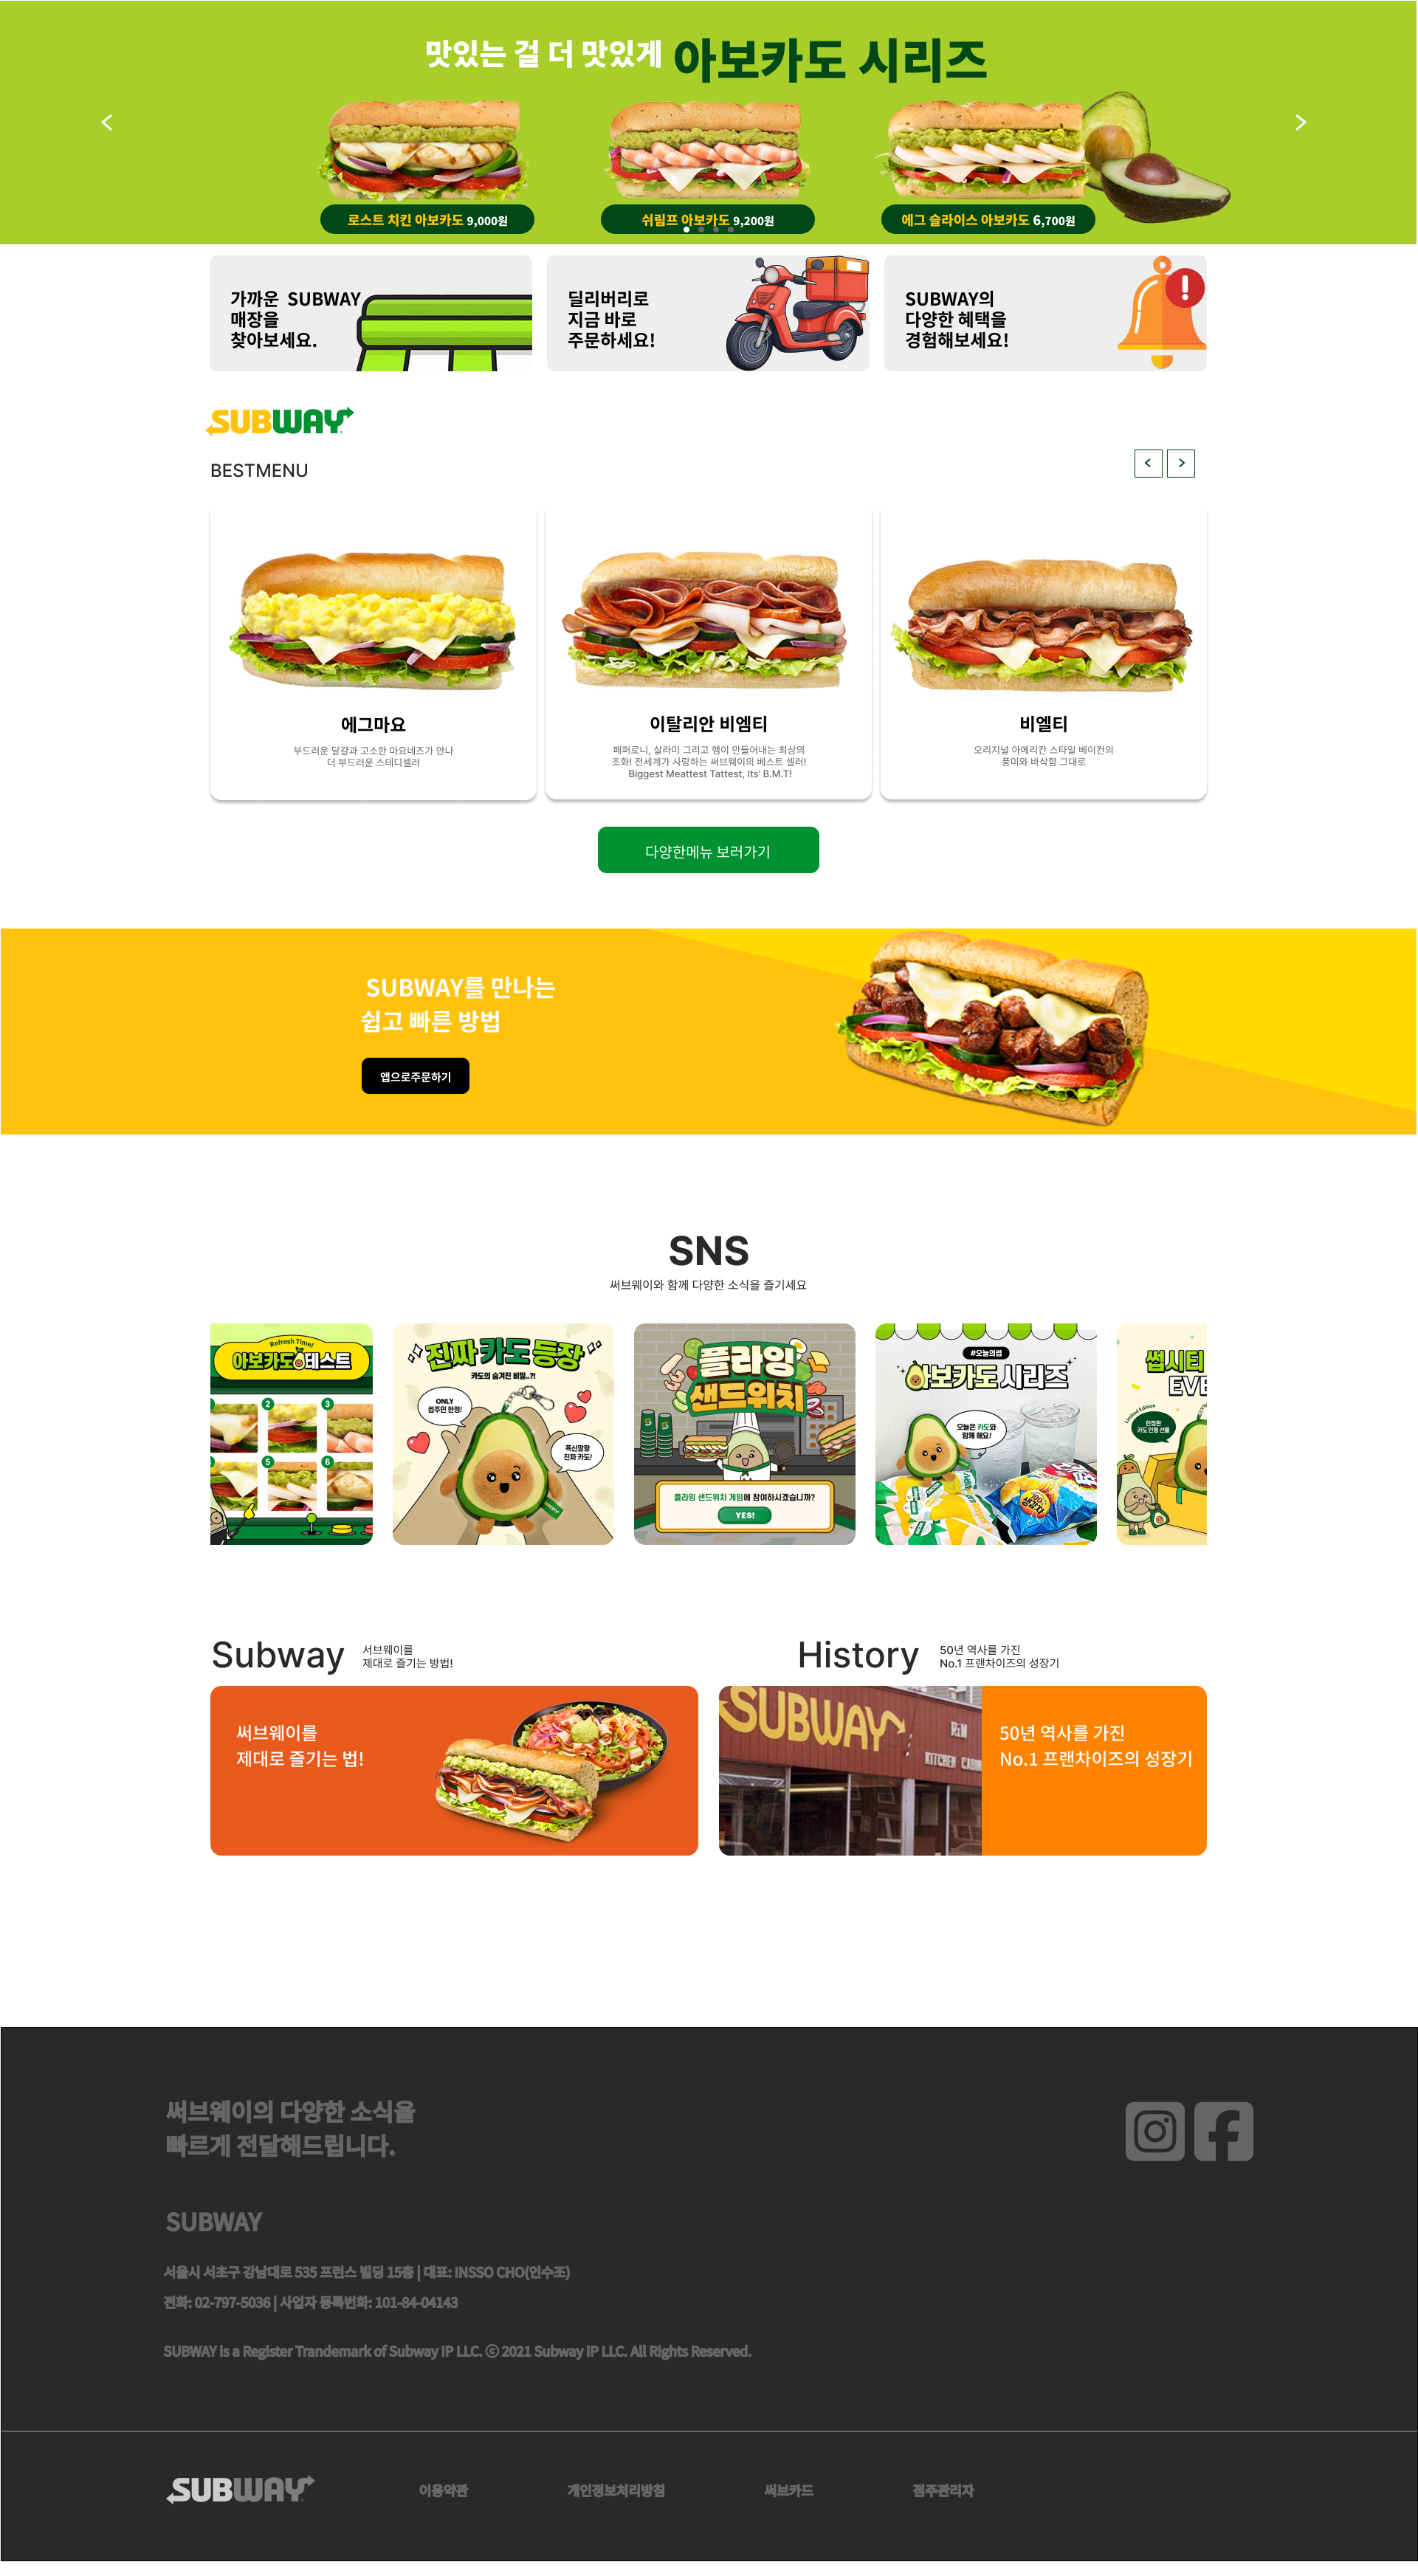 맛있는 걸 더 맛있게 아보카도 시리즈
로스트 치킨 아보카도 9,000원
쉬림프 아보카도 9,200원
에그 슬라이스 아보카도 6,700원
가까운 SUBWAY
매장을
찾아보세요.
딜리버리로
지금 바로
주문하세요!
SUBWAY의
다양한 혜택을
경험해보세요!
SUBWAY
BESTMENU
에그마요
부드러운 달걀과 고소한 마요네즈가 만나
더 부드러운 스테디셀러
이탈리안 비엠티
페퍼로니, 살라미 그리고 햄이 만들어내는 최상의
조화! 전세계가 사랑하는 써브웨이의 베스트 셀러!
Biggest Meattest Tattest, Its' B.M.T!
비엘티
오리지널 아메리칸 스타일 베이컨의
풍미와 바삭함 그대로
다양한메뉴 보러가기
SUBWAY를 만나는
쉽고 빠른 방법
앱으로주문하기
SNS
써브웨이와 함께 다양한 소식을 즐기세요
Refresh Time!
아보카도 테스트
2
3
5
6
진짜 카도 등장
카도의 숨겨진 비밀..?!
ONLY
썹주민 한정!
폭신말랑
진짜 카도!
플라잉
샌드위치
플라잉 샌드위치 게임에 참여하시겠습니까?
YES!
#오늘의썹
아보카도 시리즈
오늘은 카도와
함께 해요!
썹시티
EVE
Limited Edition
한정판
카도 인형 선물
Subway
서브웨이를
제대로 즐기는 방법!
History
50년 역사를 가진
No.1 프랜차이즈의 성장기
써브웨이를
제대로 즐기는 법!
SUBWAY
R&M
KITCHEN CABIN
50년 역사를 가진
No.1 프랜차이즈의 성장기
써브웨이의 다양한 소식을
빠르게 전달해드립니다.
SUBWAY
서울시 서초구 강남대로 535 프런스 빌딩 15층 | 대표: INSSO CHO(인수조)
전화: 02-797-5036 | 사업자 등록번화: 101-84-04143
SUBWAY is a Register Trandemark of Subway IP LLC. ⓒ 2021 Subway IP LLC. All Rights Reserved.
SUBWAY
이용약관
개인정보처리방침
써브카드
점주관리자